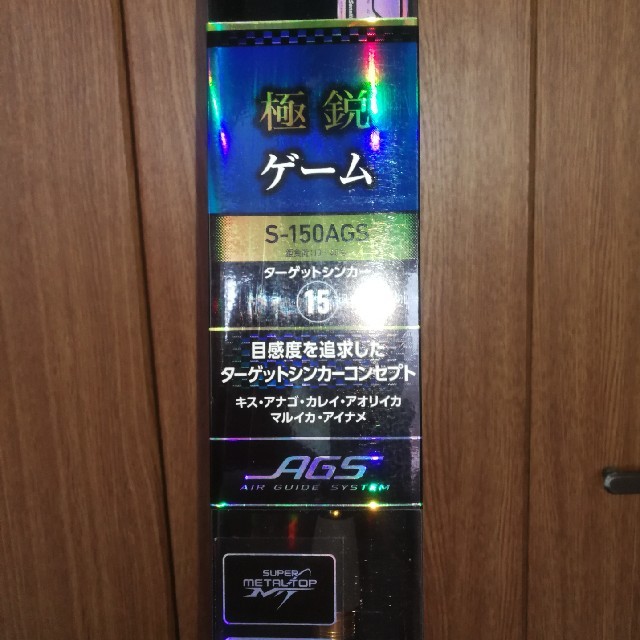 極鋭
ゲーム
S-150AGS
ターゲットシンカー
15
目感度を追求した
ターゲットシンカーコンセプト
キス・アナゴ・カレイ・アオリイカ
マルイカ・アイナメ
AGS
AIR GUIDE SYSTEM
SUPER
METAL-TOP
MT